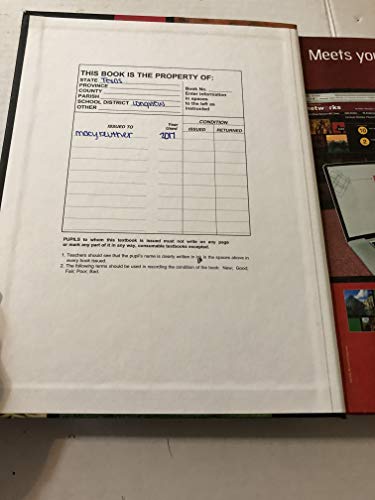 THIS BOOK IS THE PROPERTY OF:
STATE Texas
PROVINCE
COUNTY
PARISH
SCHOOL DISTRICT Longview
OTHER
Book No.
Enter information
in spaces
to the left as
instructed
ISSUED TO
Year Used
CONDITION
ISSUED
RETURNED
2017
PUPILS to whom this textbook is issued must not write on any page
or mark any part of it in any way, consumable textbooks excepted.
1. Teachers should see that the pupil's name is clearly written in ink in the spaces above in
every book issued.
2. The following terms should be used in recording the condition of the book: New; Good;
Fair; Poor; Bad.
Meets you